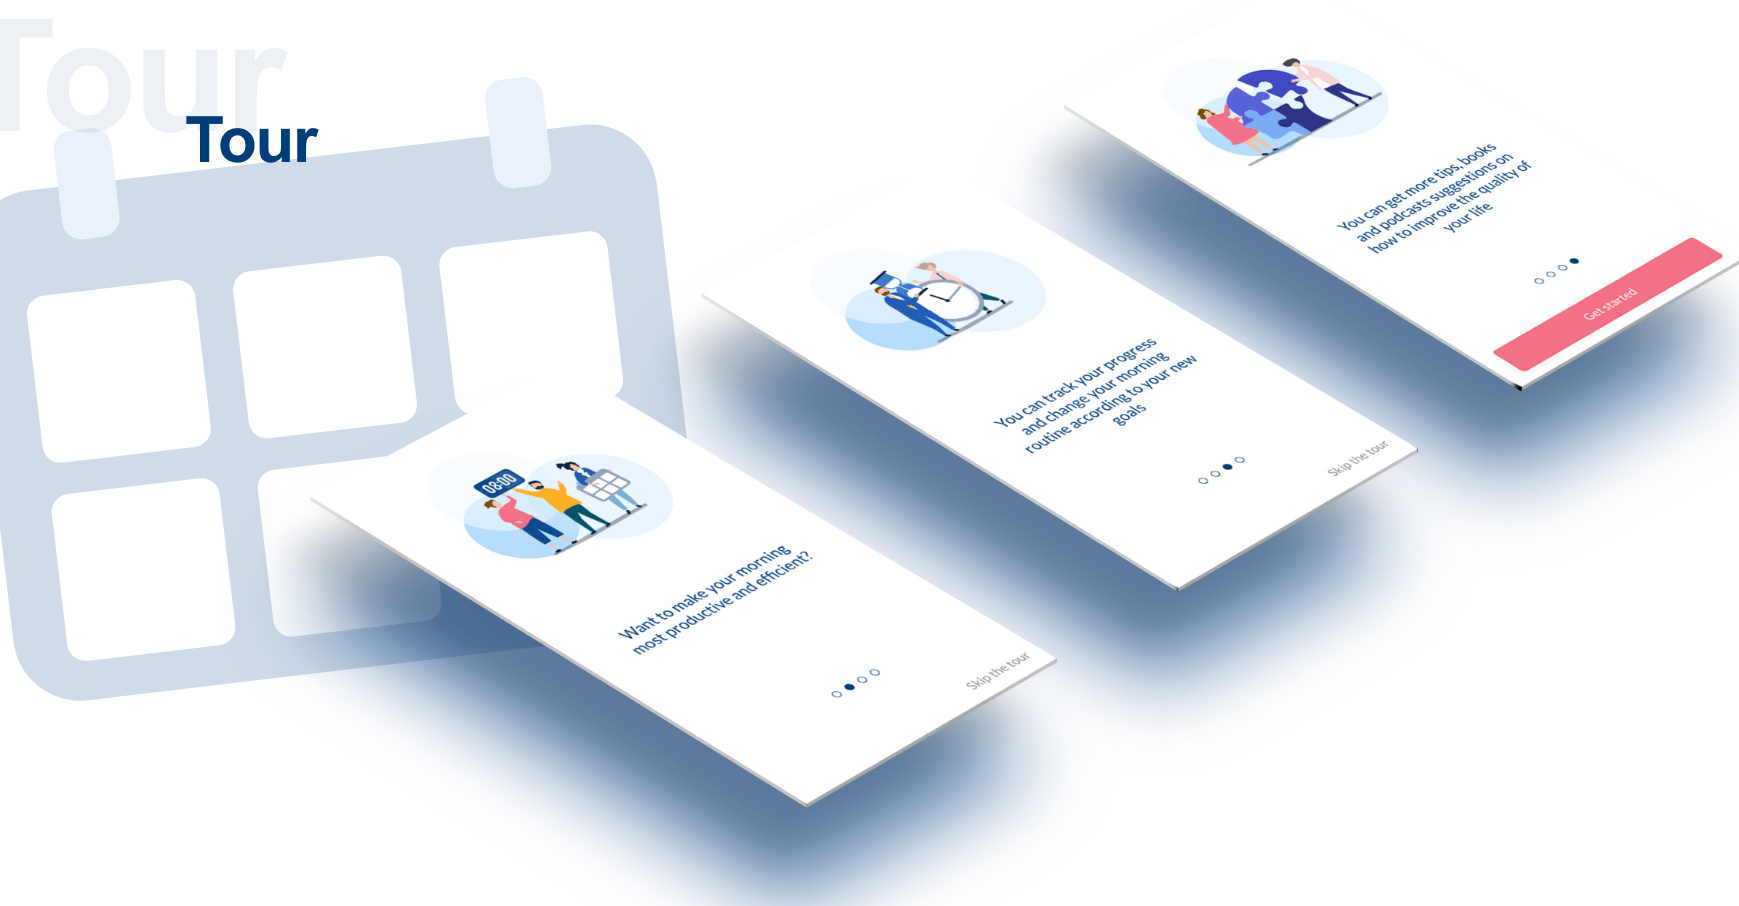 Tour
Tour
08:00
Want to make your morning
most productive and efficient?
Skip the tour
You can track your progress
and change your morning
routine according to your new
goals
Skip the tour
You can get more tips, books
and podcasts suggestions on
how to improve the quality of
your life
Get started